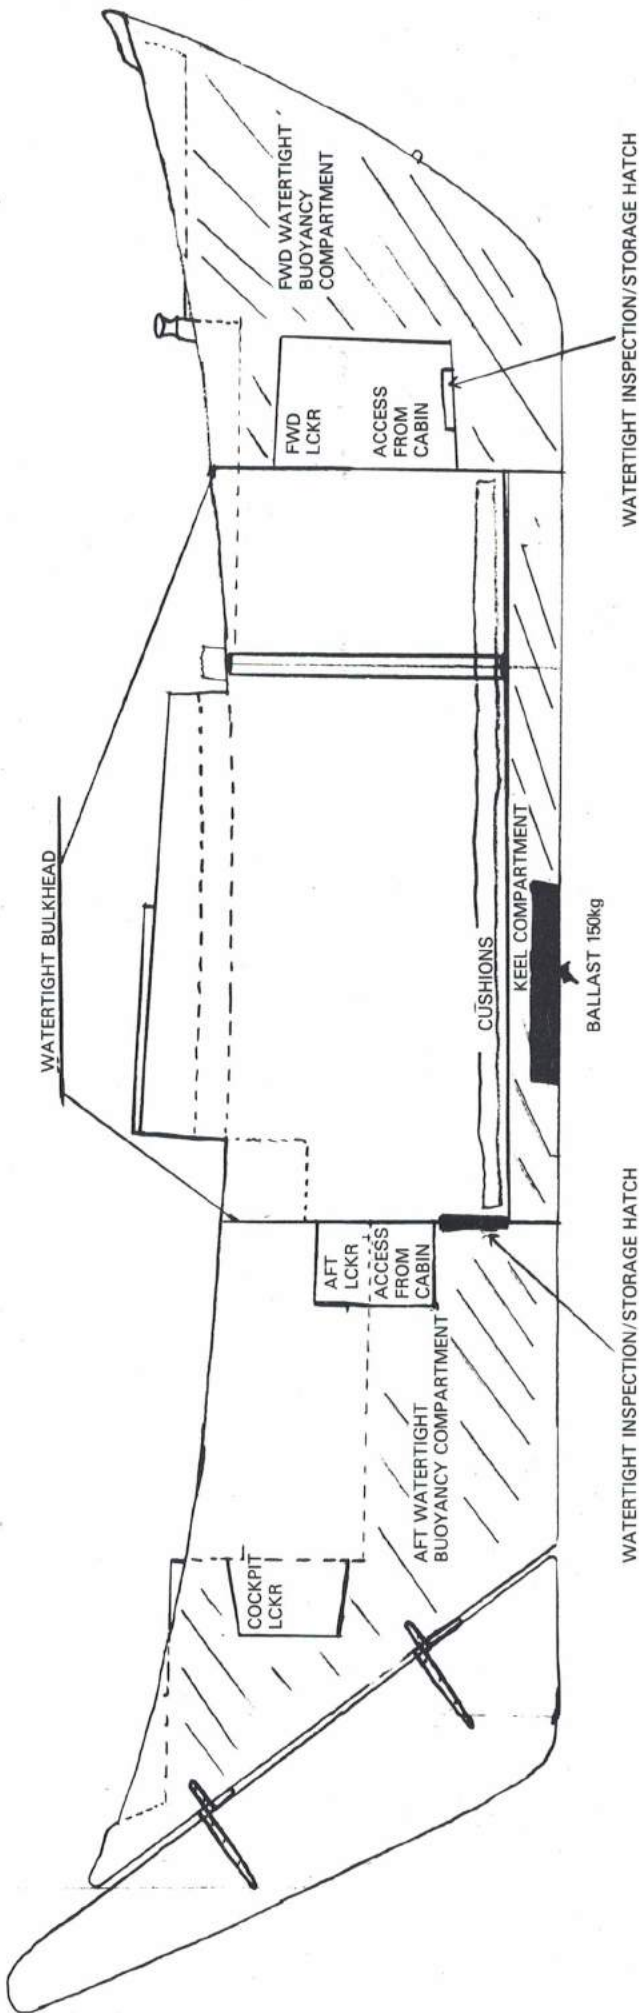 WATERTIGHT BULKHEAD
FWD WATERTIGHT
BUOYANCY
COMPARTMENT
FWD
LCKR
ACCESS
FROM
CABIN
WATERTIGHT INSPECTION/STORAGE HATCH
CUSHIONS
KEEL COMPARTMENT
BALLAST 150kg
AFT
LCKR
ACCESS
FROM
CABIN
AFT WATERTIGHT
BUOYANCY COMPARTMENT
COCKPIT
LCKR
WATERTIGHT INSPECTION/STORAGE HATCH